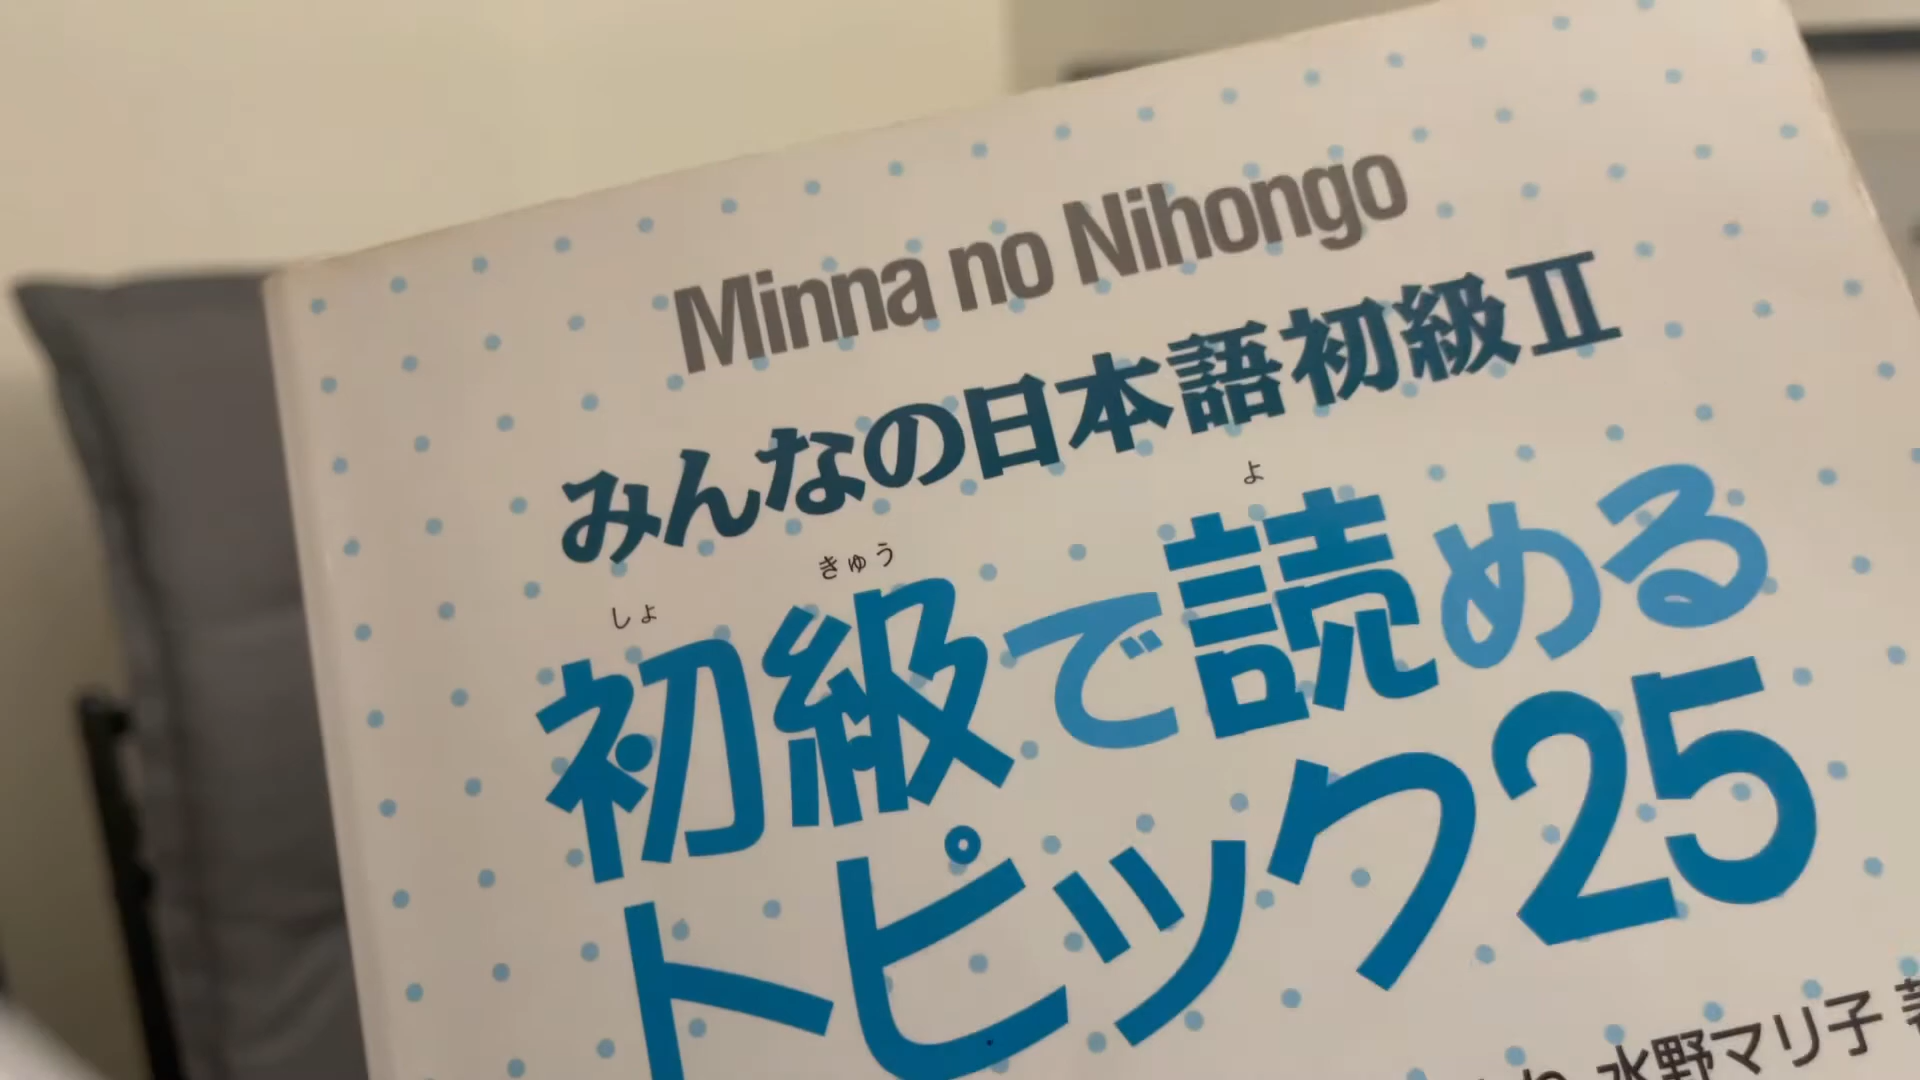 Minna no Nihongo
みんなの日本語初級Ⅱ
しょ きゅう よ
初級で読める
トピック25
水野マリ子